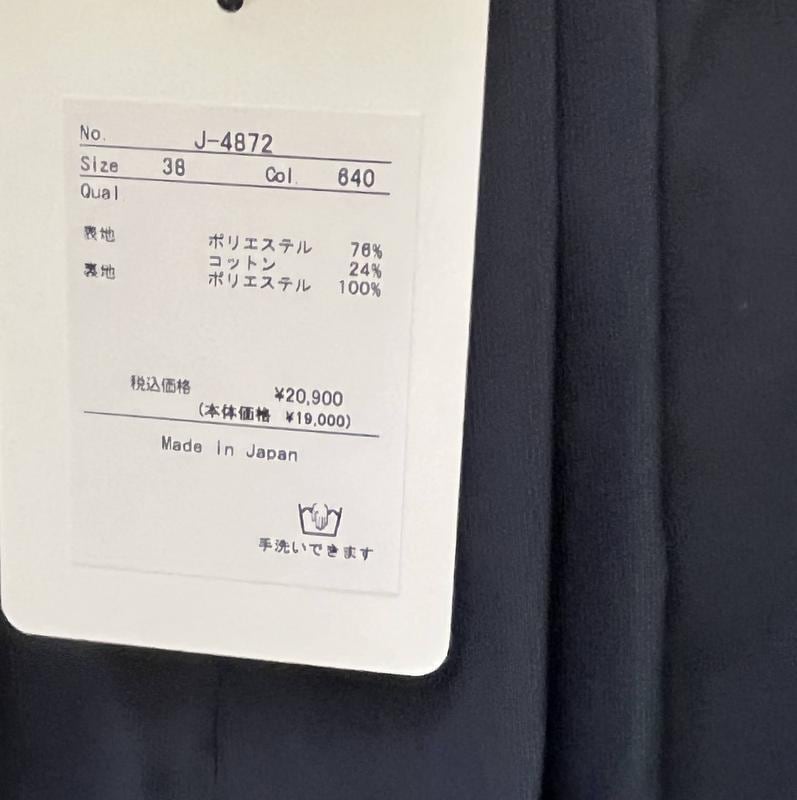 No. J-4872
Size 38 Col. 640
Qual
表地 ポリエステル 76%
コットン 24%
裏地 ポリエステル 100%
税込価格 ¥20,900
(本体価格 ¥19,000)
Made in Japan
手洗いできます